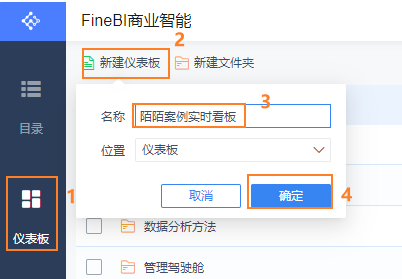 FineBI商业智能
2
新建仪表板 新建文件夹
名称 陌陌案例实时看板 3
目录
位置 仪表板
1
取消 确定 4
仪表板
数据分析方法
管理驾驶舱